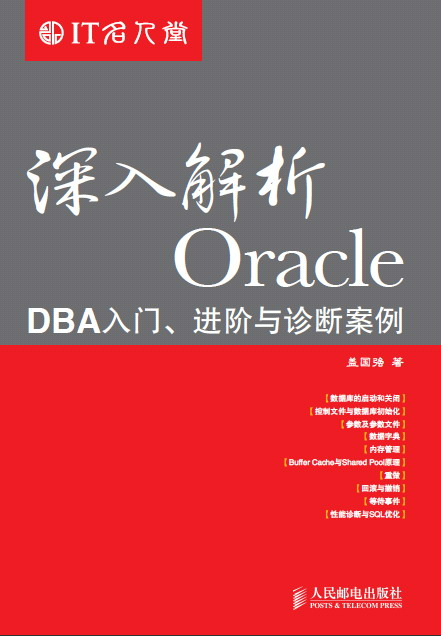 IT名人堂
深入解析
Oracle
DBA入门、进阶与诊断案例
盖国强 著
【数据库的启动和关闭】
【控制文件与数据库初始化】
【参数及参数文件】
【数据字典】
【内存管理】
【Buffer Cache与Shared Pool原理】
【重做】
【回滚与撤销】
【等待事件】
【性能诊断与SQL优化】
人民邮电出版社
POSTS & TELECOM PRESS